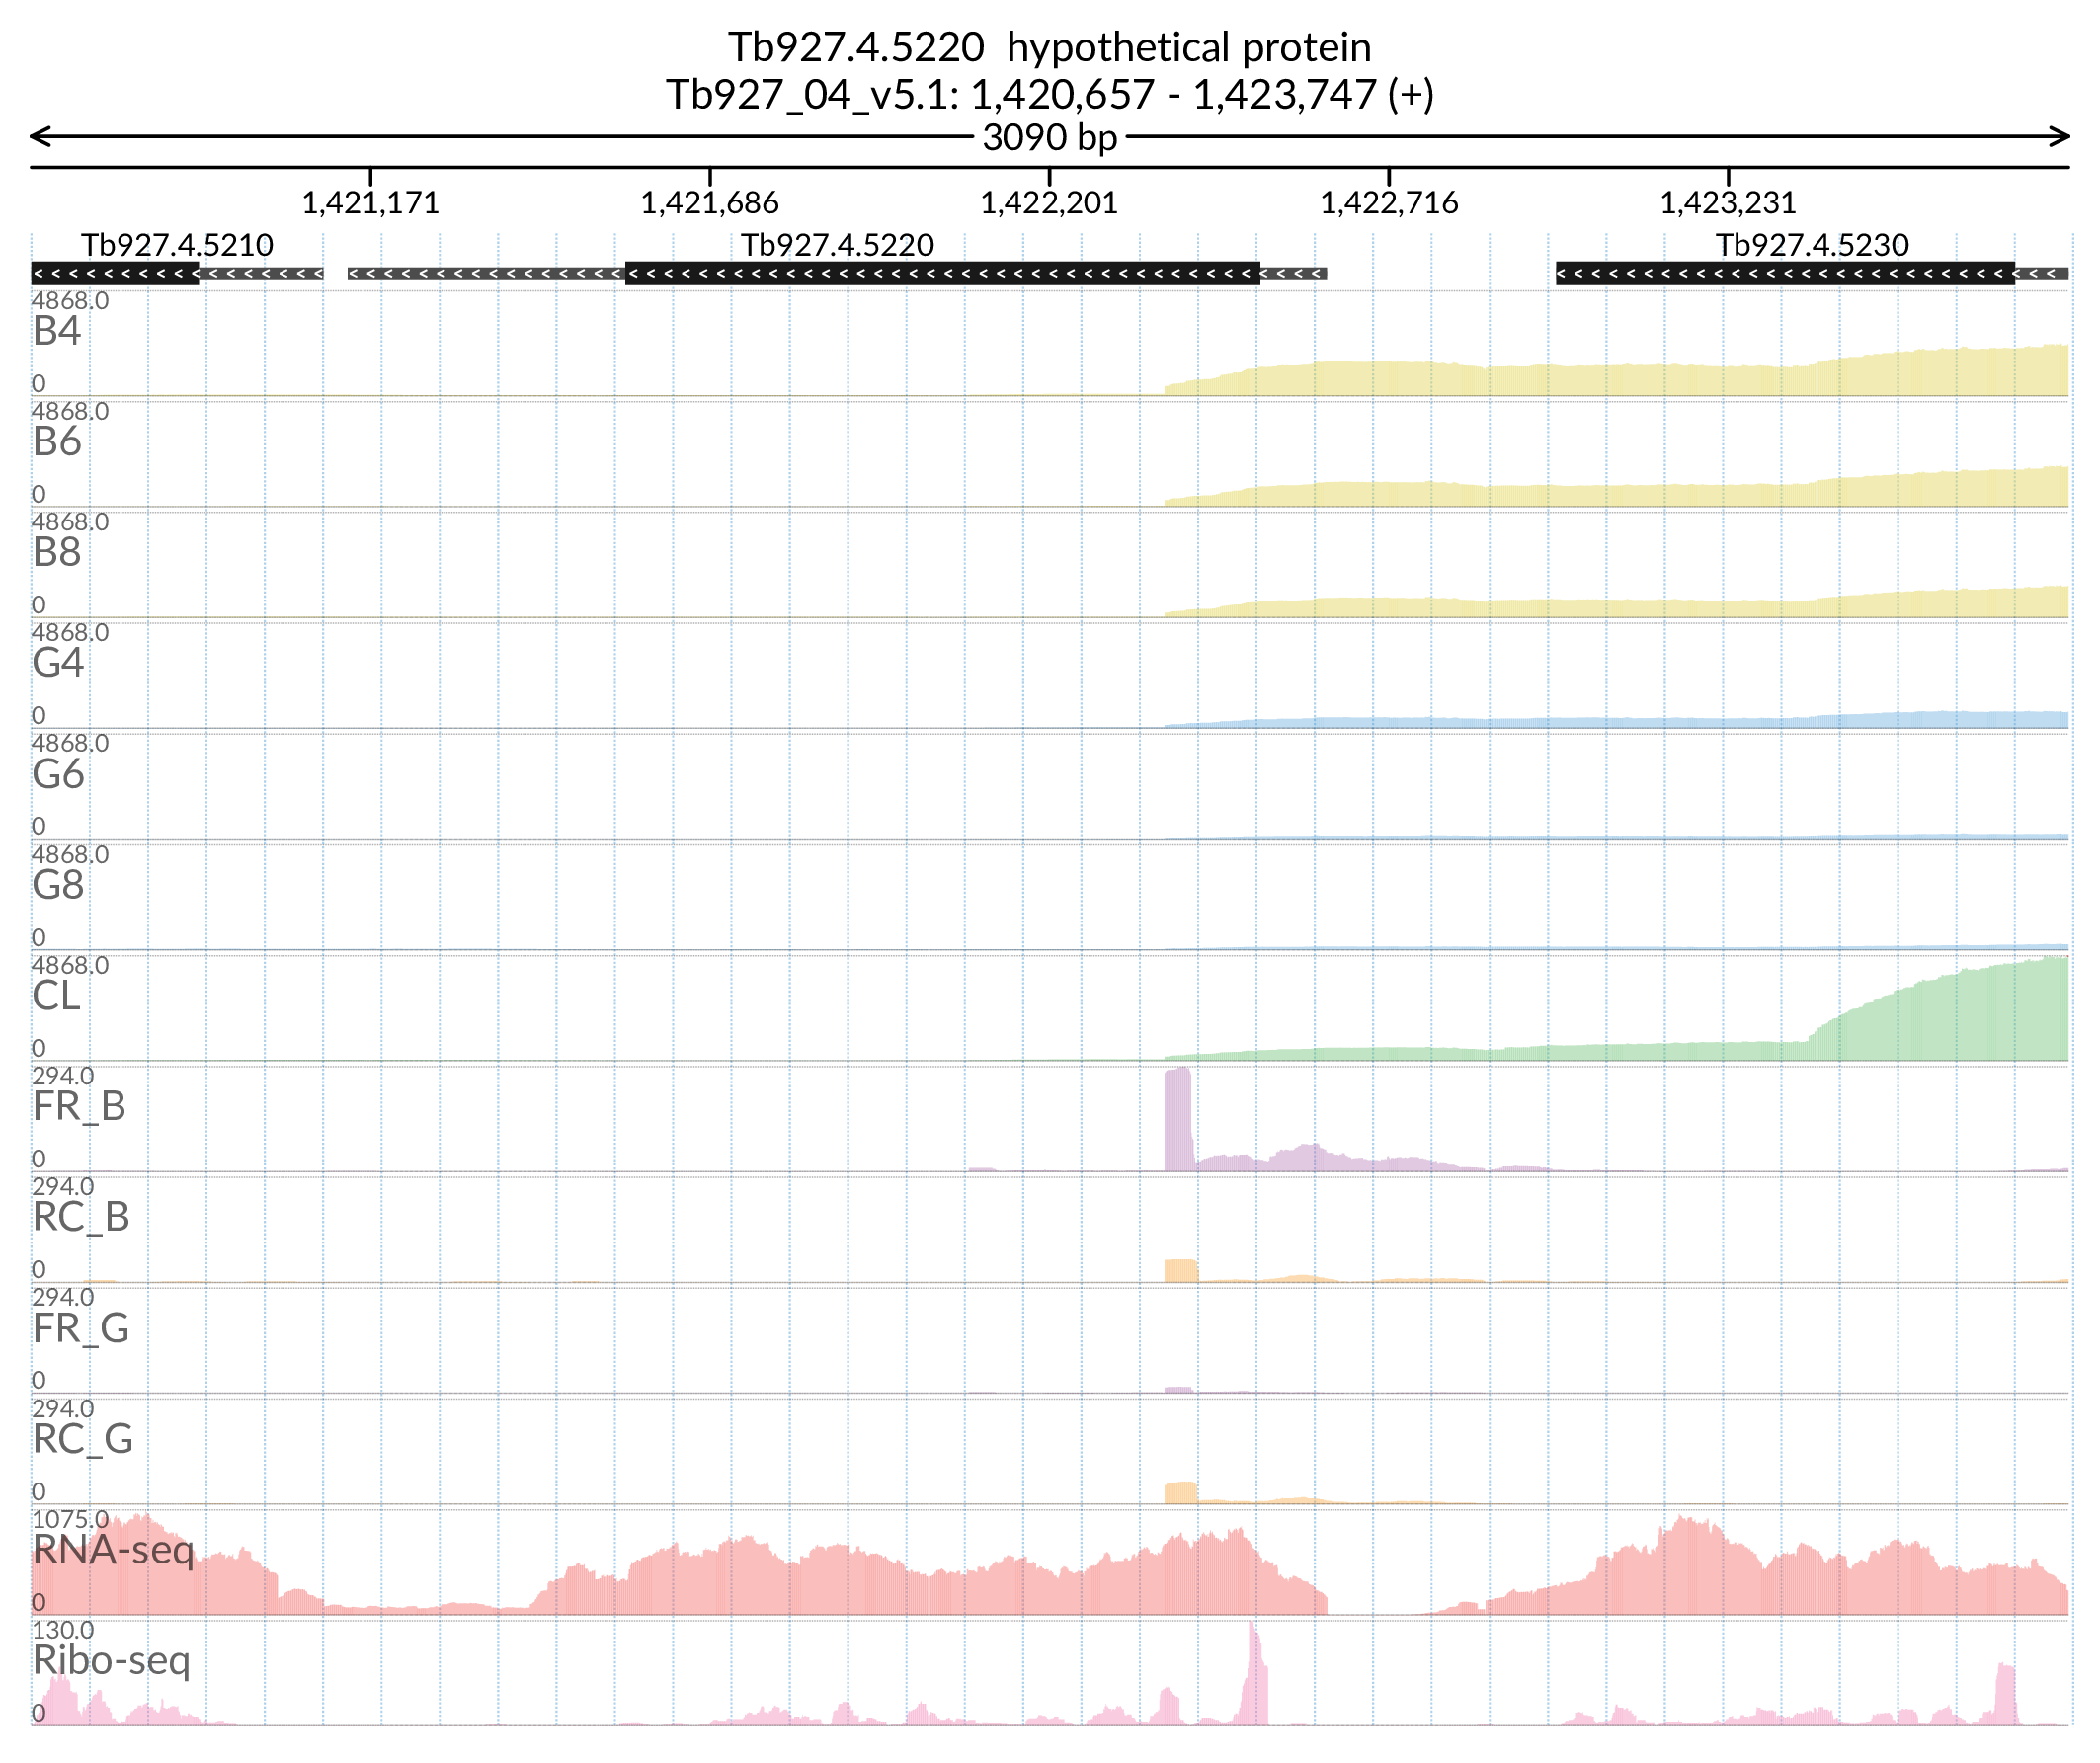 Tb927.4.5220  hypothetical protein
Tb927_04_v5.1: 1,420,657 - 1,423,747 (+)
3090 bp
1,421,171 1,421,686 1,422,201 1,422,716 1,423,231
Tb927.4.5210 Tb927.4.5220 Tb927.4.5230
4868.0
B4
0
4868.0
B6
0
4868.0
B8
0
4868.0
G4
0
4868.0
G6
0
4868.0
G8
0
4868.0
CL
0
294.0
FR_B
0
294.0
RC_B
0
294.0
FR_G
0
294.0
RC_G
0
1075.0
RNA-seq
0
130.0
Ribo-seq
0